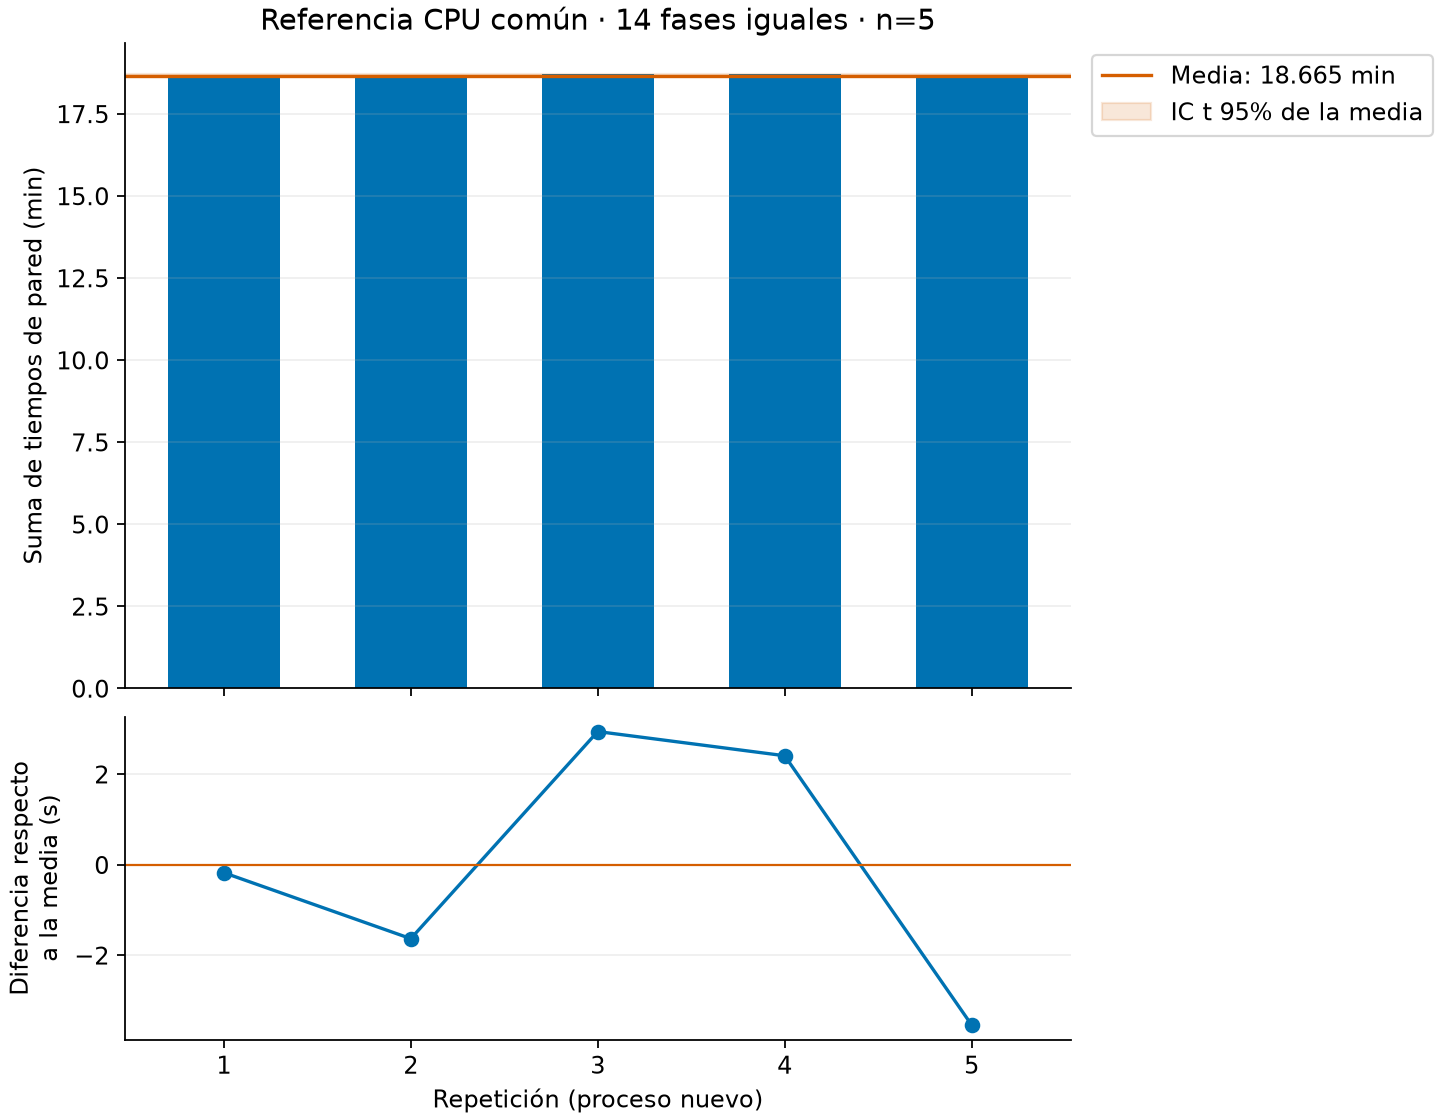 Referencia CPU común · 14 fases iguales · n=5
Media: 18.665 min
IC t 95% de la media
Suma de tiempos de pared (min)
17.5
15.0
12.5
10.0
7.5
5.0
2.5
0.0
Diferencia respecto
a la media (s)
2
0
−2
1 2 3 4 5
Repetición (proceso nuevo)